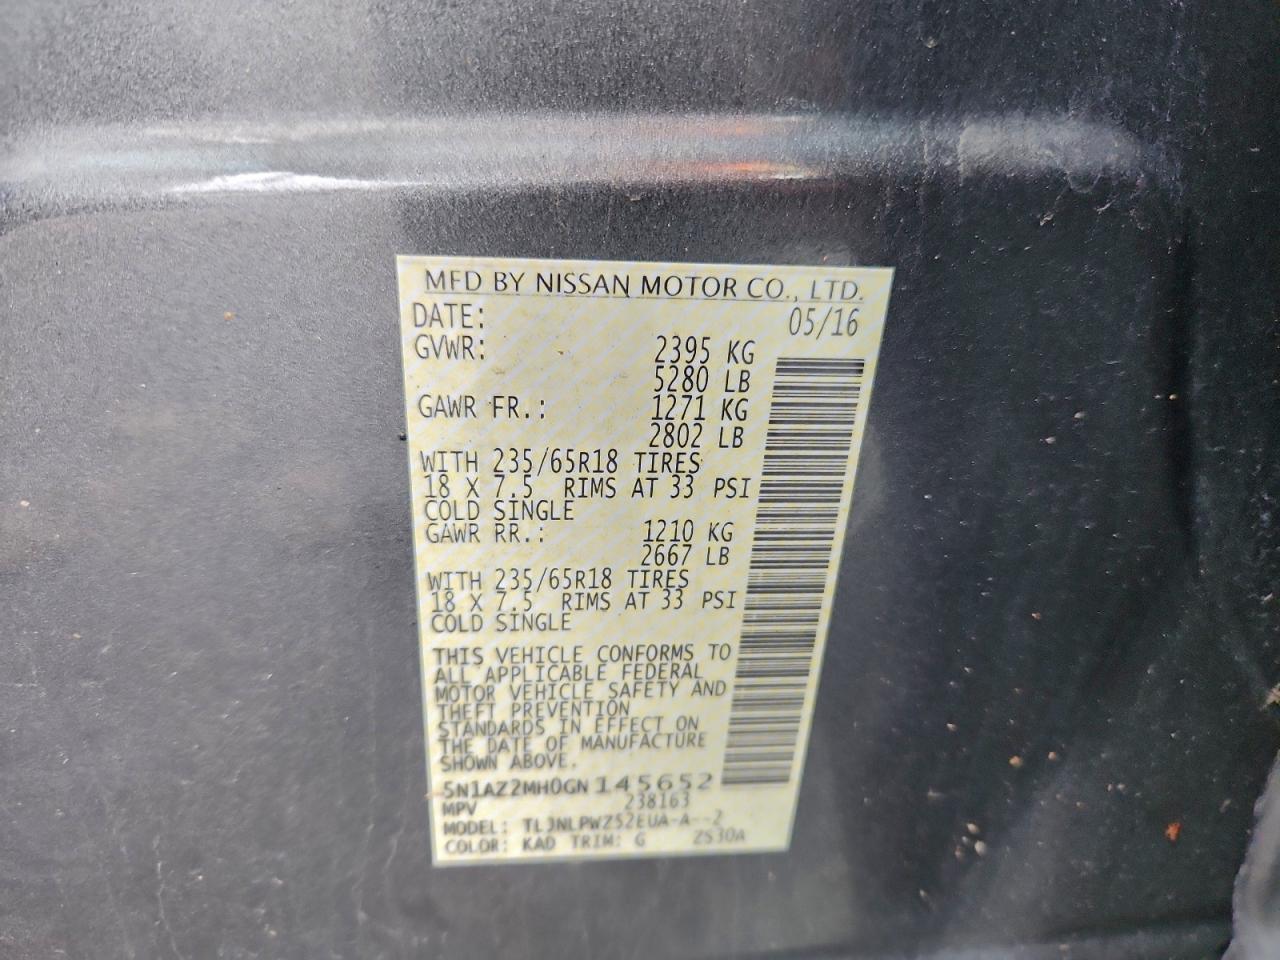 MFD BY NISSAN MOTOR CO., LTD.
DATE: 05/16
GVWR: 2395 KG
5280 LB
GAWR FR.: 1271 KG
2802 LB
WITH 235/65R18 TIRES
18 X 7.5 RIMS AT 33 PSI
COLD SINGLE
GAWR RR.: 1210 KG
2667 LB
WITH 235/65R18 TIRES
18 X 7.5 RIMS AT 33 PSI
COLD SINGLE
THIS VEHICLE CONFORMS TO
ALL APPLICABLE FEDERAL
MOTOR VEHICLE SAFETY AND
THEFT PREVENTION
STANDARDS IN EFFECT ON
THE DATE OF MANUFACTURE
SHOWN ABOVE.
5N1AZ2MH0GN145652
MPV 238163
MODEL: TLJNLPWZ52EUA-A--2
COLOR: KAD TRIM: G ZS30A